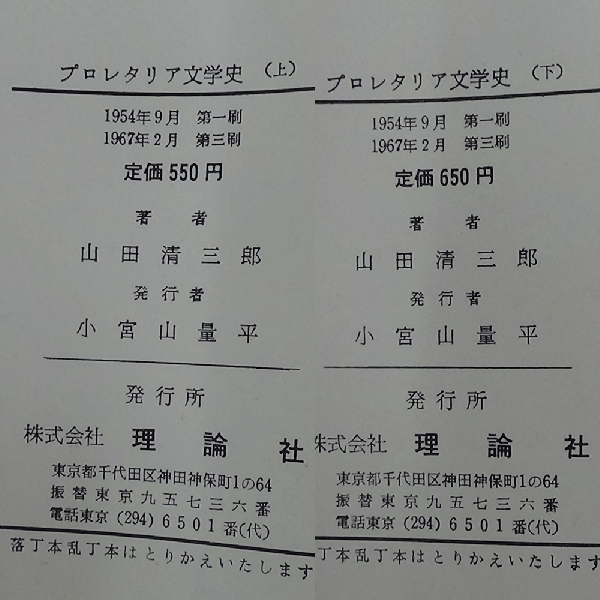 プロレタリア文学史 （上）
1954年9月 第一刷
1967年2月 第三刷
定価 550 円
著 者
山 田 清 三 郎
発 行 者
小 宮 山 量 平
発 行 所
株式会社 理 論 社
東京都千代田区神田神保町1の64
振 替 東 京 九 五 七 三 六 番
電話東京 (294) 6 5 0 1 番(代)
落丁本乱丁本はとりかえいたします
プロレタリア文学史 （下）
1954年9月 第一刷
1967年2月 第三刷
定価 650 円
著 者
山 田 清 三 郎
発 行 者
小 宮 山 量 平
発 行 所
株式会社 理 論 社
東京都千代田区神田神保町1の64
振 替 東 京 九 五 七 三 六 番
電話東京 (294) 6 5 0 1 番(代)
丁本乱丁本はとりかえいたします